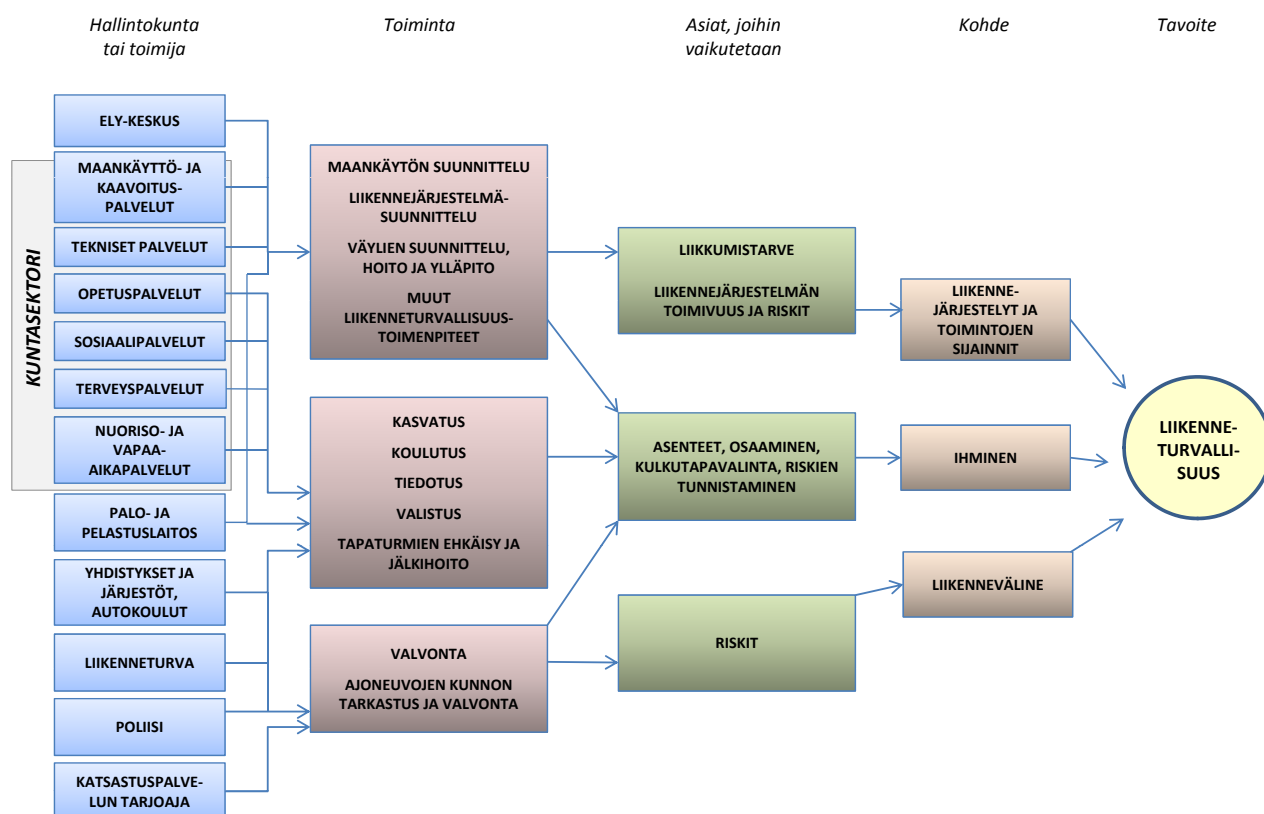 Hallintokunta
tai toimija
Toiminta
Asiat, joihin
vaikutetaan
Kohde
Tavoite
KUNTASEKTORI
ELY-KESKUS
MAANKÄYTTÖ- JA
KAAVOITUS-
PALVELUT
TEKNISET PALVELUT
OPETUSPALVELUT
SOSIAALIPALVELUT
TERVEYSPALVELUT
NUORISO- JA
VAPAA-
AIKAPALVELUT
PALO- JA
PELASTUSLAITOS
YHDISTYKSET JA
JÄRJESTÖT,
AUTOKOULUT
LIIKENNETURVA
POLIISI
KATSASTUSPALVE-
LUN TARJOAJA
MAANKÄYTÖN SUUNNITTELU
LIIKENNEJÄRJESTELMÄ-
SUUNNITTELU
VÄYLIEN SUUNNITTELU,
HOITO JA YLLÄPITO
MUUT
LIIKENNETURVALLISUUS-
TOIMENPITEET
KASVATUS
KOULUTUS
TIEDOTUS
VALISTUS
TAPATURMIEN EHKÄISY JA
JÄLKIHOITO
VALVONTA
AJONEUVOJEN KUNNON
TARKASTUS JA VALVONTA
LIIKKUMISTARVE
LIIKENNEJÄRJESTELMÄN
TOIMIVUUS JA RISKIT
ASENTEET, OSAAMINEN,
KULKUTAPAVALINTA, RISKIEN
TUNNISTAMINEN
RISKIT
LIIKENNE-
JÄRJESTELYT JA
TOIMINTOJEN
SIJAINNIT
IHMINEN
LIIKENNEVÄLINE
LIIKENNE-
TURVALLI-
SUUS